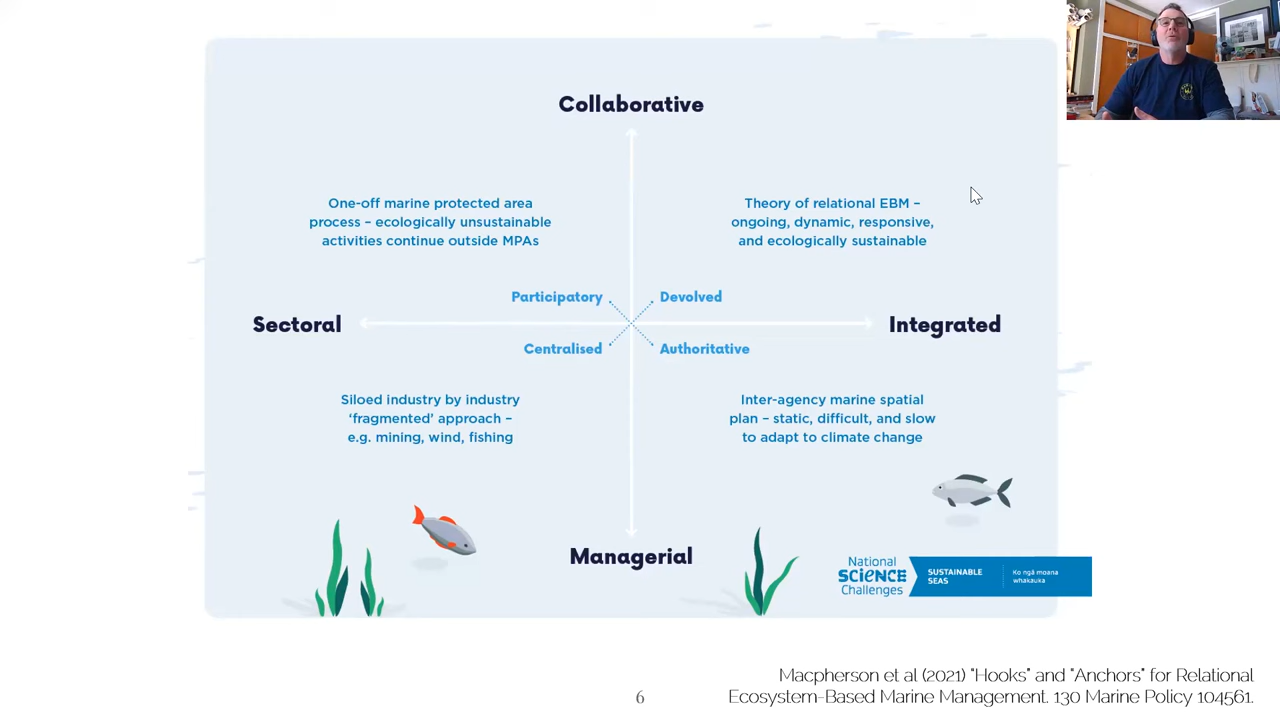 Collaborative
One-off marine protected area
process – ecologically unsustainable
activities continue outside MPAs
Theory of relational EBM –
ongoing, dynamic, responsive,
and ecologically sustainable
Participatory
Devolved
Sectoral
Integrated
Centralised
Authoritative
Siloed industry by industry
‘fragmented’ approach –
e.g. mining, wind, fishing
Inter-agency marine spatial
plan – static, difficult, and slow
to adapt to climate change
Managerial
National
SCIENCE
Challenges
SUSTAINABLE
SEAS
Ko ngā moana
whakauka
Macpherson et al (2021) “Hooks” and “Anchors” for Relational
Ecosystem-Based Marine Management. 130 Marine Policy 104561.
6